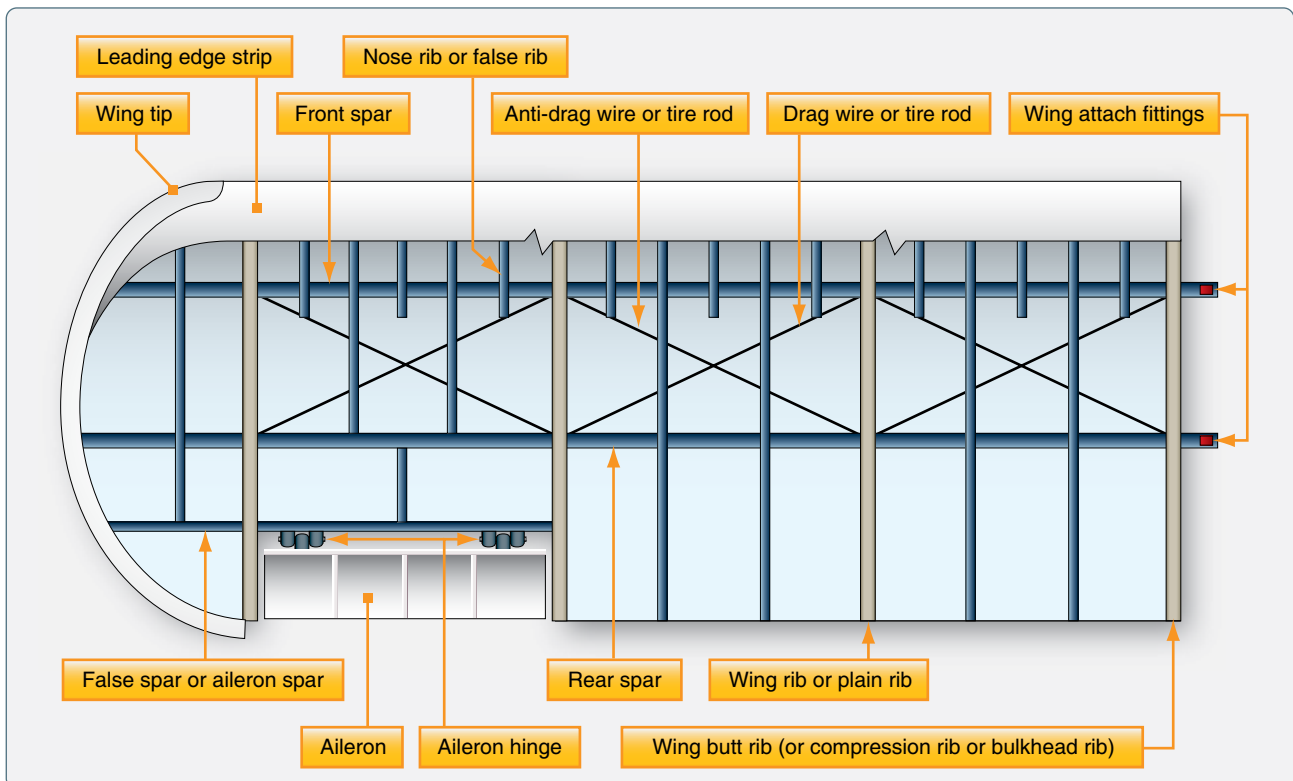 Leading edge strip
Nose rib or false rib
Wing tip
Front spar
Anti-drag wire or tire rod
Drag wire or tire rod
Wing attach fittings
False spar or aileron spar
Rear spar
Wing rib or plain rib
Aileron
Aileron hinge
Wing butt rib (or compression rib or bulkhead rib)